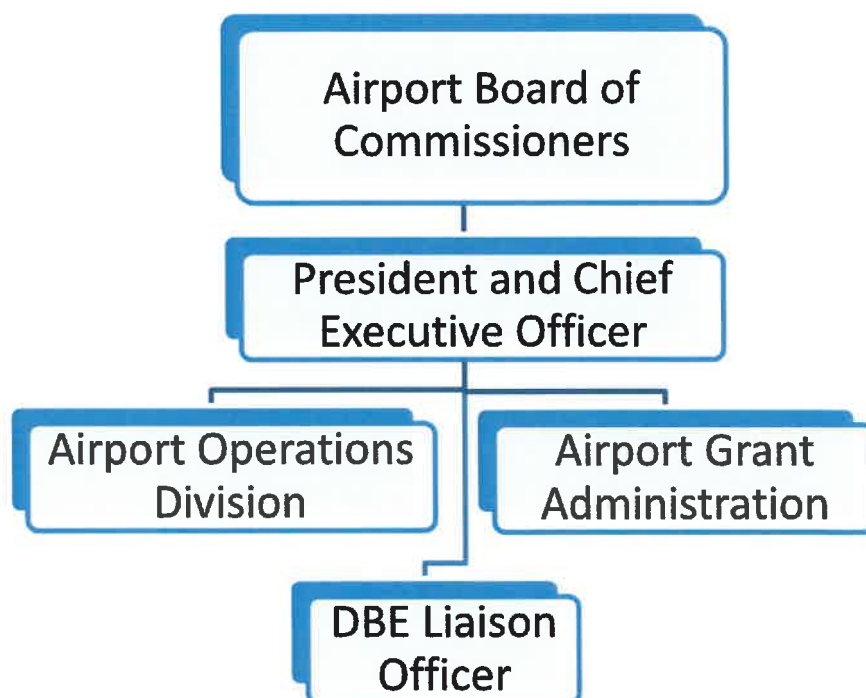 Airport Board of
Commissioners
President and Chief
Executive Officer
Airport Operations
Division
Airport Grant
Administration
DBE Liaison
Officer